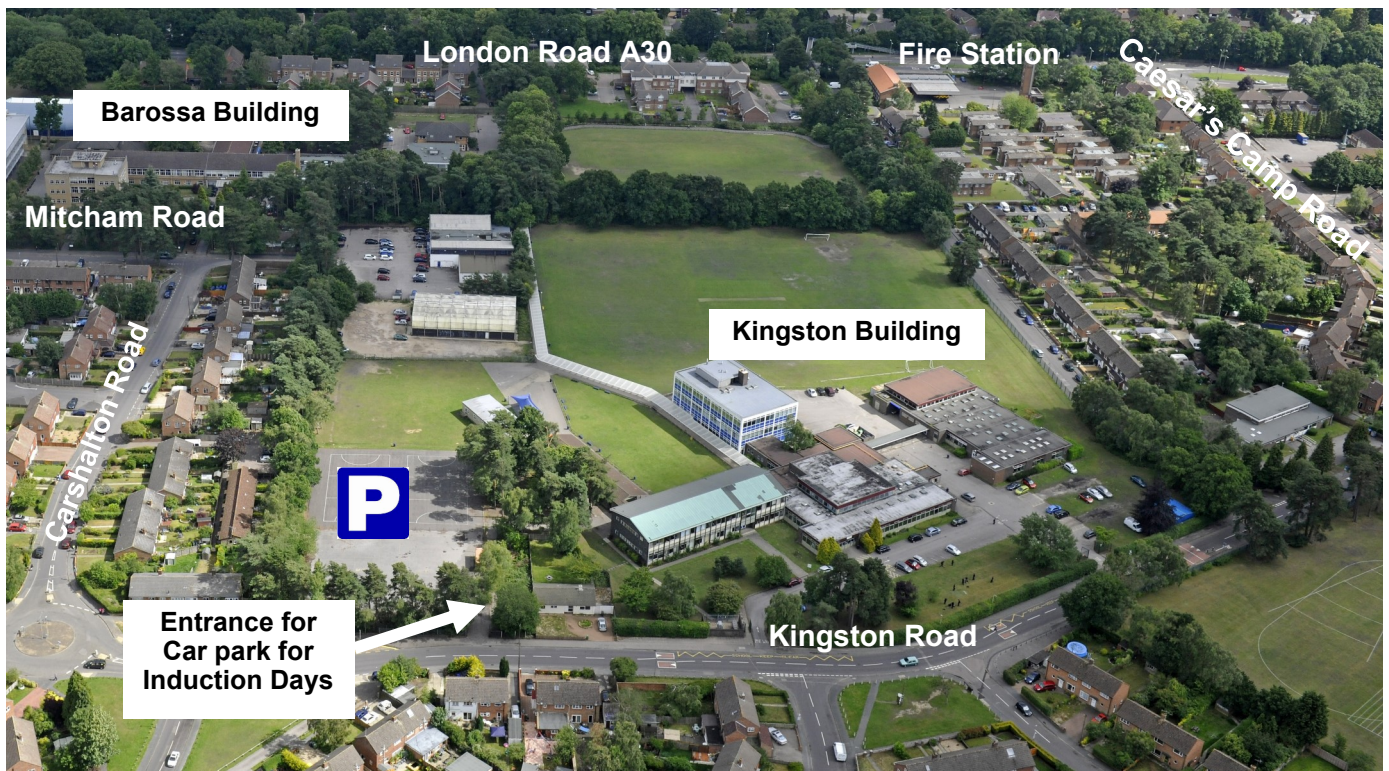 London Road A30
Fire Station
Caesar's Camp Road
Barossa Building
Mitcham Road
Kingston Building
Carshalton Road
P
Entrance for
Car park for
Induction Days
Kingston Road